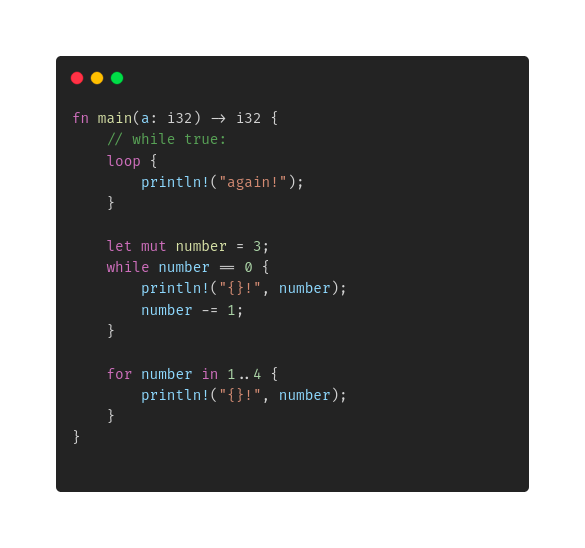 fn main(a: i32) -> i32 {
    // while true:
    loop {
        println!("again!");
    }

    let mut number = 3;
    while number == 0 {
        println!("{}!", number);
        number -= 1;
    }

    for number in 1..4 {
        println!("{}!", number);
    }
}